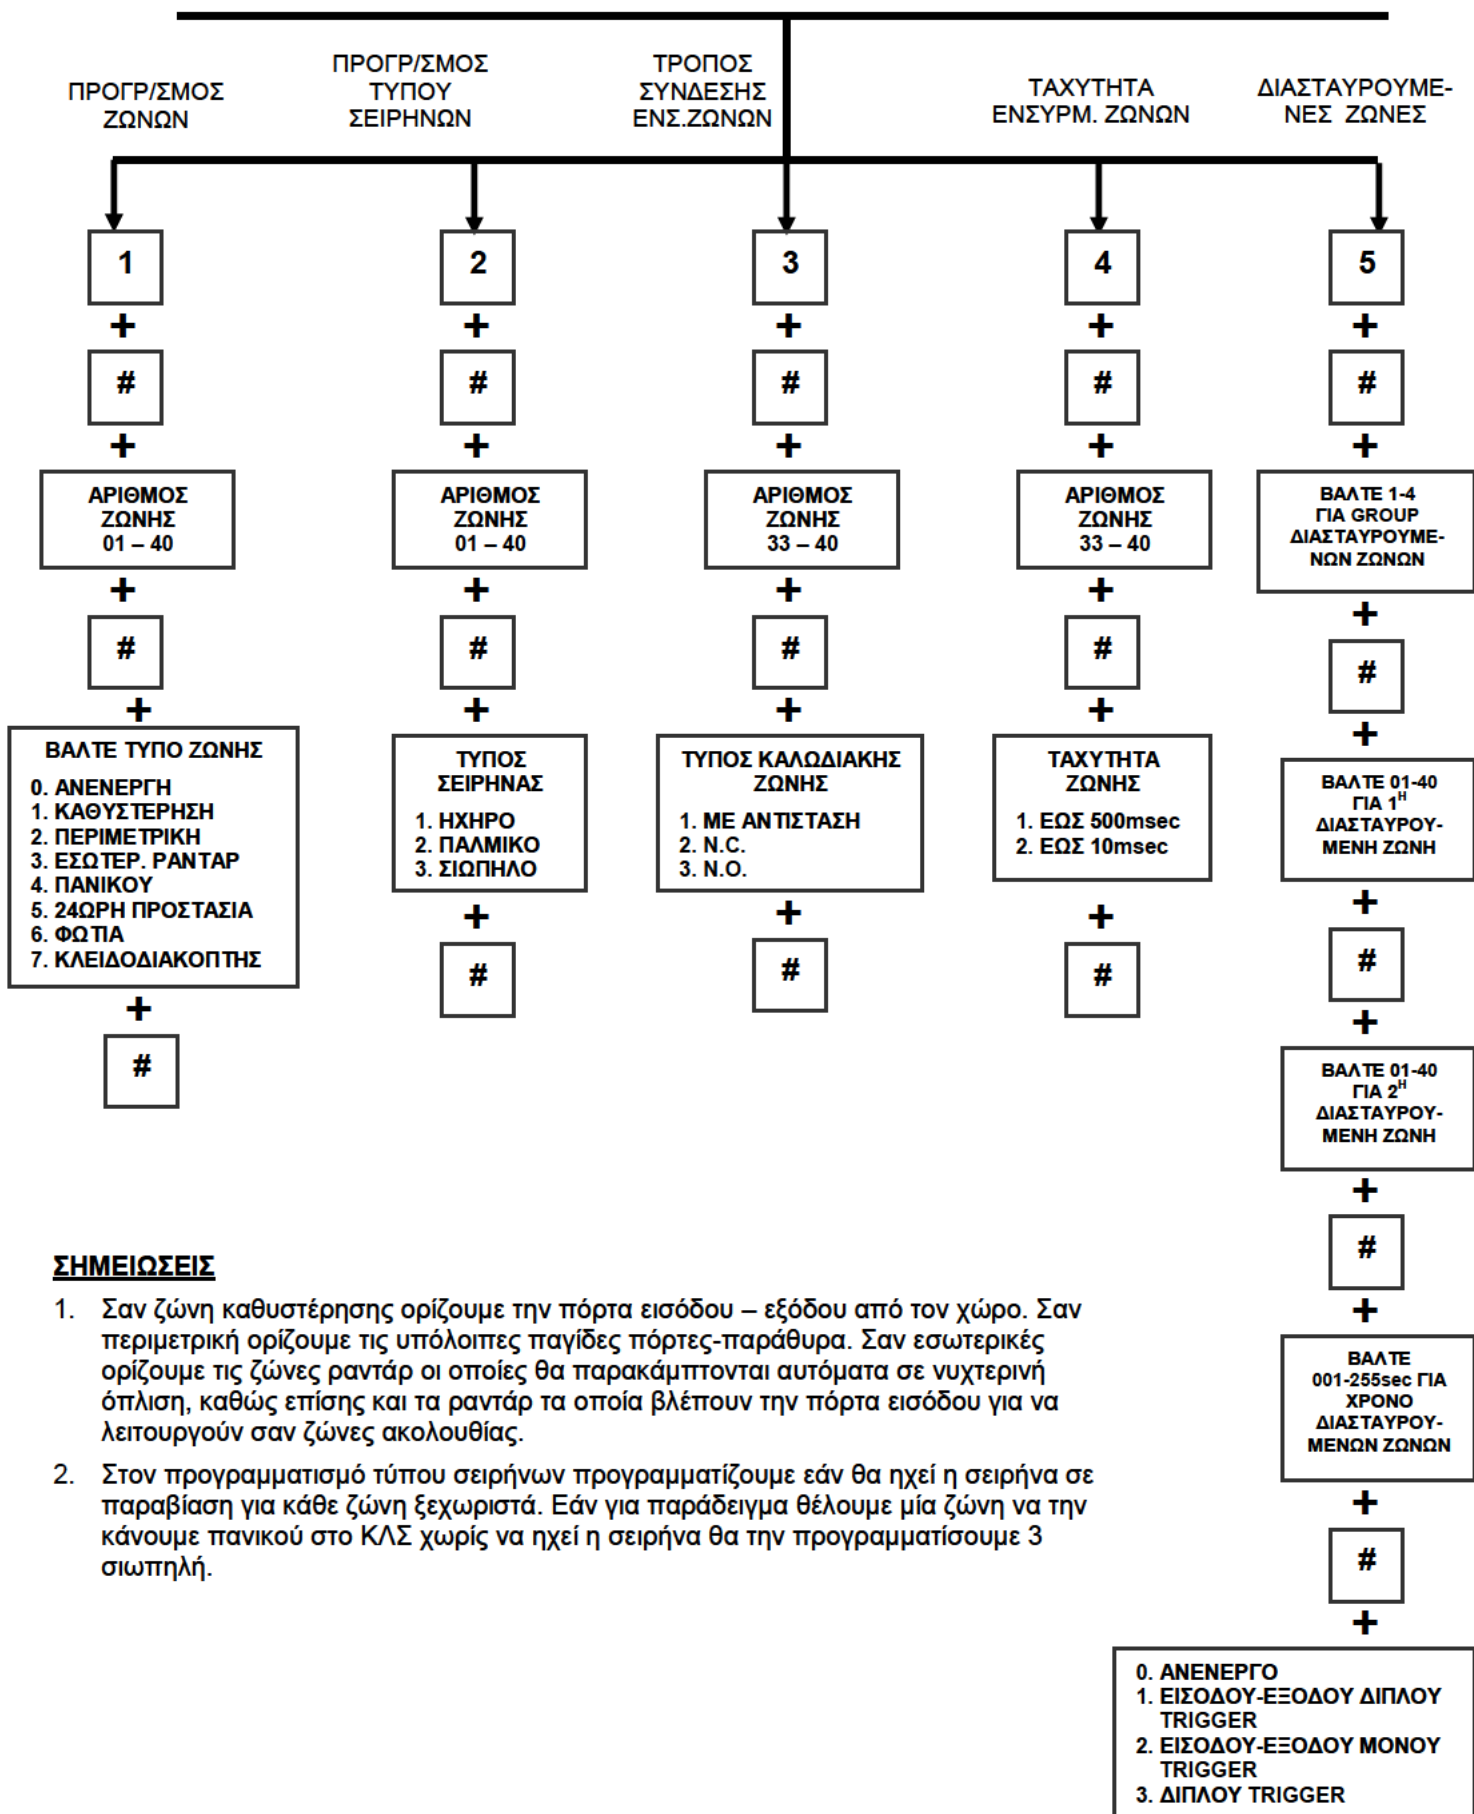 ΠΡΟΓΡ/ΣΜΟΣ
ΖΩΝΩΝ
ΠΡΟΓΡ/ΣΜΟΣ
ΤΥΠΟΥ
ΣΕΙΡΗΝΩΝ
ΤΡΟΠΟΣ
ΣΥΝΔΕΣΗΣ
ΕΝΣ.ΖΩΝΩΝ
ΤΑΧΥΤΗΤΑ
ΕΝΣΥΡΜ. ΖΩΝΩΝ
ΔΙΑΣΤΑΥΡΟΥΜΕ-
ΝΕΣ ΖΩΝΕΣ
1
+
#
+
ΑΡΙΘΜΟΣ
ΖΩΝΗΣ
01 – 40
+
#
+
ΒΑΛΤΕ ΤΥΠΟ ΖΩΝΗΣ
0. ΑΝΕΝΕΡΓΗ
1. ΚΑΘΥΣΤΕΡΗΣΗ
2. ΠΕΡΙΜΕΤΡΙΚΗ
3. ΕΣΩΤΕΡ. ΡΑΝΤΑΡ
4. ΠΑΝΙΚΟΥ
5. 24ΩΡΗ ΠΡΟΣΤΑΣΙΑ
6. ΦΩΤΙΑ
7. ΚΛΕΙΔΟΔΙΑΚΟΠΤΗΣ
+
#
2
+
#
+
ΑΡΙΘΜΟΣ
ΖΩΝΗΣ
01 – 40
+
#
+
ΤΥΠΟΣ
ΣΕΙΡΗΝΑΣ
1. ΗΧΗΡΟ
2. ΠΑΛΜΙΚΟ
3. ΣΙΩΠΗΛΟ
+
#
3
+
#
+
ΑΡΙΘΜΟΣ
ΖΩΝΗΣ
33 – 40
+
#
+
ΤΥΠΟΣ ΚΑΛΩΔΙΑΚΗΣ
ΖΩΝΗΣ
1. ΜΕ ΑΝΤΙΣΤΑΣΗ
2. N.C.
3. N.O.
+
#
4
+
#
+
ΑΡΙΘΜΟΣ
ΖΩΝΗΣ
33 – 40
+
#
+
ΤΑΧΥΤΗΤΑ
ΖΩΝΗΣ
1. ΕΩΣ 500msec
2. ΕΩΣ 10msec
+
#
5
+
#
+
ΒΑΛΤΕ 1-4
ΓΙΑ GROUP
ΔΙΑΣΤΑΥΡΟΥΜΕ-
ΝΩΝ ΖΩΝΩΝ
+
#
+
ΒΑΛΤΕ 01-40
ΓΙΑ 1Η
ΔΙΑΣΤΑΥΡΟΥ-
ΜΕΝΗ ΖΩΝΗ
+
#
+
ΒΑΛΤΕ 01-40
ΓΙΑ 2Η
ΔΙΑΣΤΑΥΡΟΥ-
ΜΕΝΗ ΖΩΝΗ
+
#
+
ΒΑΛΤΕ
001-255sec ΓΙΑ
ΧΡΟΝΟ
ΔΙΑΣΤΑΥΡΟΥ-
ΜΕΝΩΝ ΖΩΝΩΝ
+
#
+
0. ΑΝΕΝΕΡΓΟ
1. ΕΙΣΟΔΟΥ-ΕΞΟΔΟΥ ΔΙΠΛΟΥ
TRIGGER
2. ΕΙΣΟΔΟΥ-ΕΞΟΔΟΥ ΜΟΝΟΥ
TRIGGER
3. ΔΙΠΛΟΥ TRIGGER
ΣΗΜΕΙΩΣΕΙΣ
1. Σαν ζώνη καθυστέρησης ορίζουμε την πόρτα εισόδου – εξόδου από τον χώρο. Σαν
περιμετρική ορίζουμε τις υπόλοιπες παγίδες πόρτες-παράθυρα. Σαν εσωτερικές
ορίζουμε τις ζώνες ραντάρ οι οποίες θα παρακάμπτονται αυτόματα σε νυχτερινή
όπλιση, καθώς επίσης και τα ραντάρ τα οποία βλέπουν την πόρτα εισόδου για να
λειτουργούν σαν ζώνες ακολουθίας.
2. Στον προγραμματισμό τύπου σειρήνων προγραμματίζουμε εάν θα ηχεί η σειρήνα σε
παραβίαση για κάθε ζώνη ξεχωριστά. Εάν για παράδειγμα θέλουμε μία ζώνη να την
κάνουμε πανικού στο ΚΛΣ χωρίς να ηχεί η σειρήνα θα την προγραμματίσουμε 3
σιωπηλή.